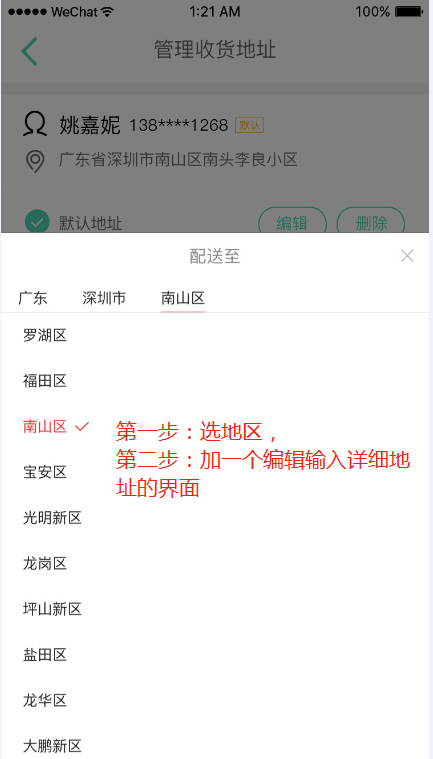 ●●●●● WeChat 1:21 AM 100%
管理收货地址
姚嘉妮 138****1268 默认
广东省深圳市南山区南头李良小区
默认地址 编辑 删除
配送至
广东 深圳市 南山区
罗湖区
福田区
南山区
第一步：选地区，
第二步：加一个编辑输入详细地
址的界面
宝安区
光明新区
龙岗区
坪山新区
盐田区
龙华区
大鹏新区